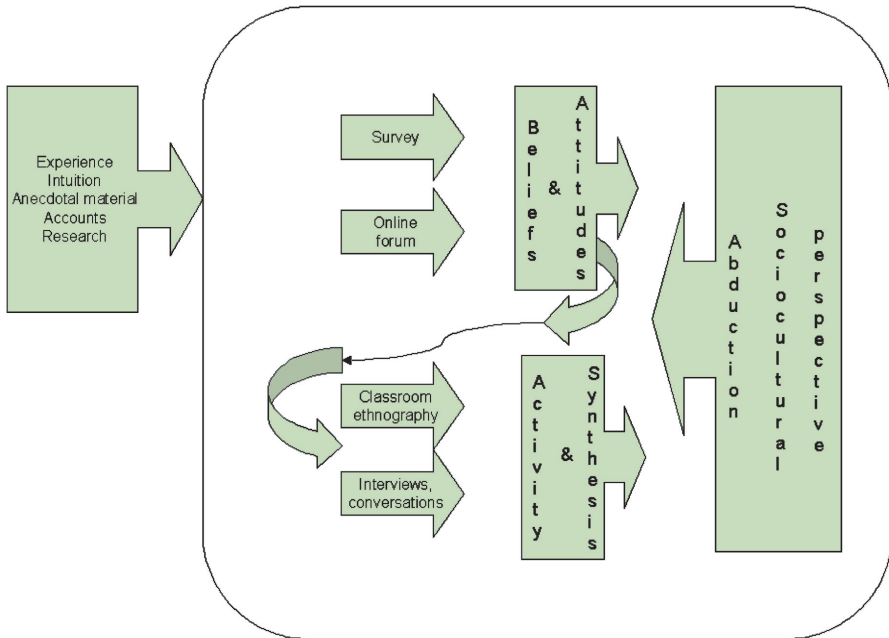 Experience
Intuition
Anecdotal material
Accounts
Research
Survey
Online
forum
Beliefs
&
Attitudes
Classroom
ethnography
Interviews,
conversations
Activity
&
Synthesis
Abduction
Sociocultural
perspective